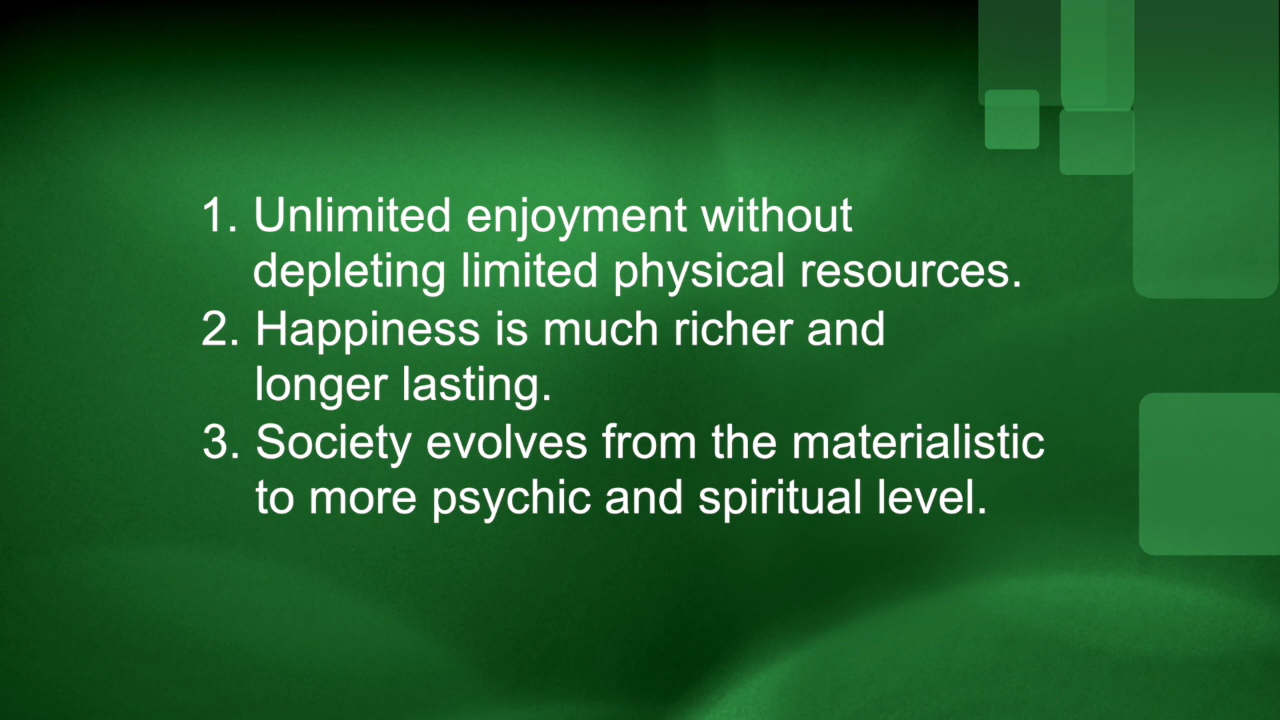 1. Unlimited enjoyment without
depleting limited physical resources.
2. Happiness is much richer and
longer lasting.
3. Society evolves from the materialistic
to more psychic and spiritual level.